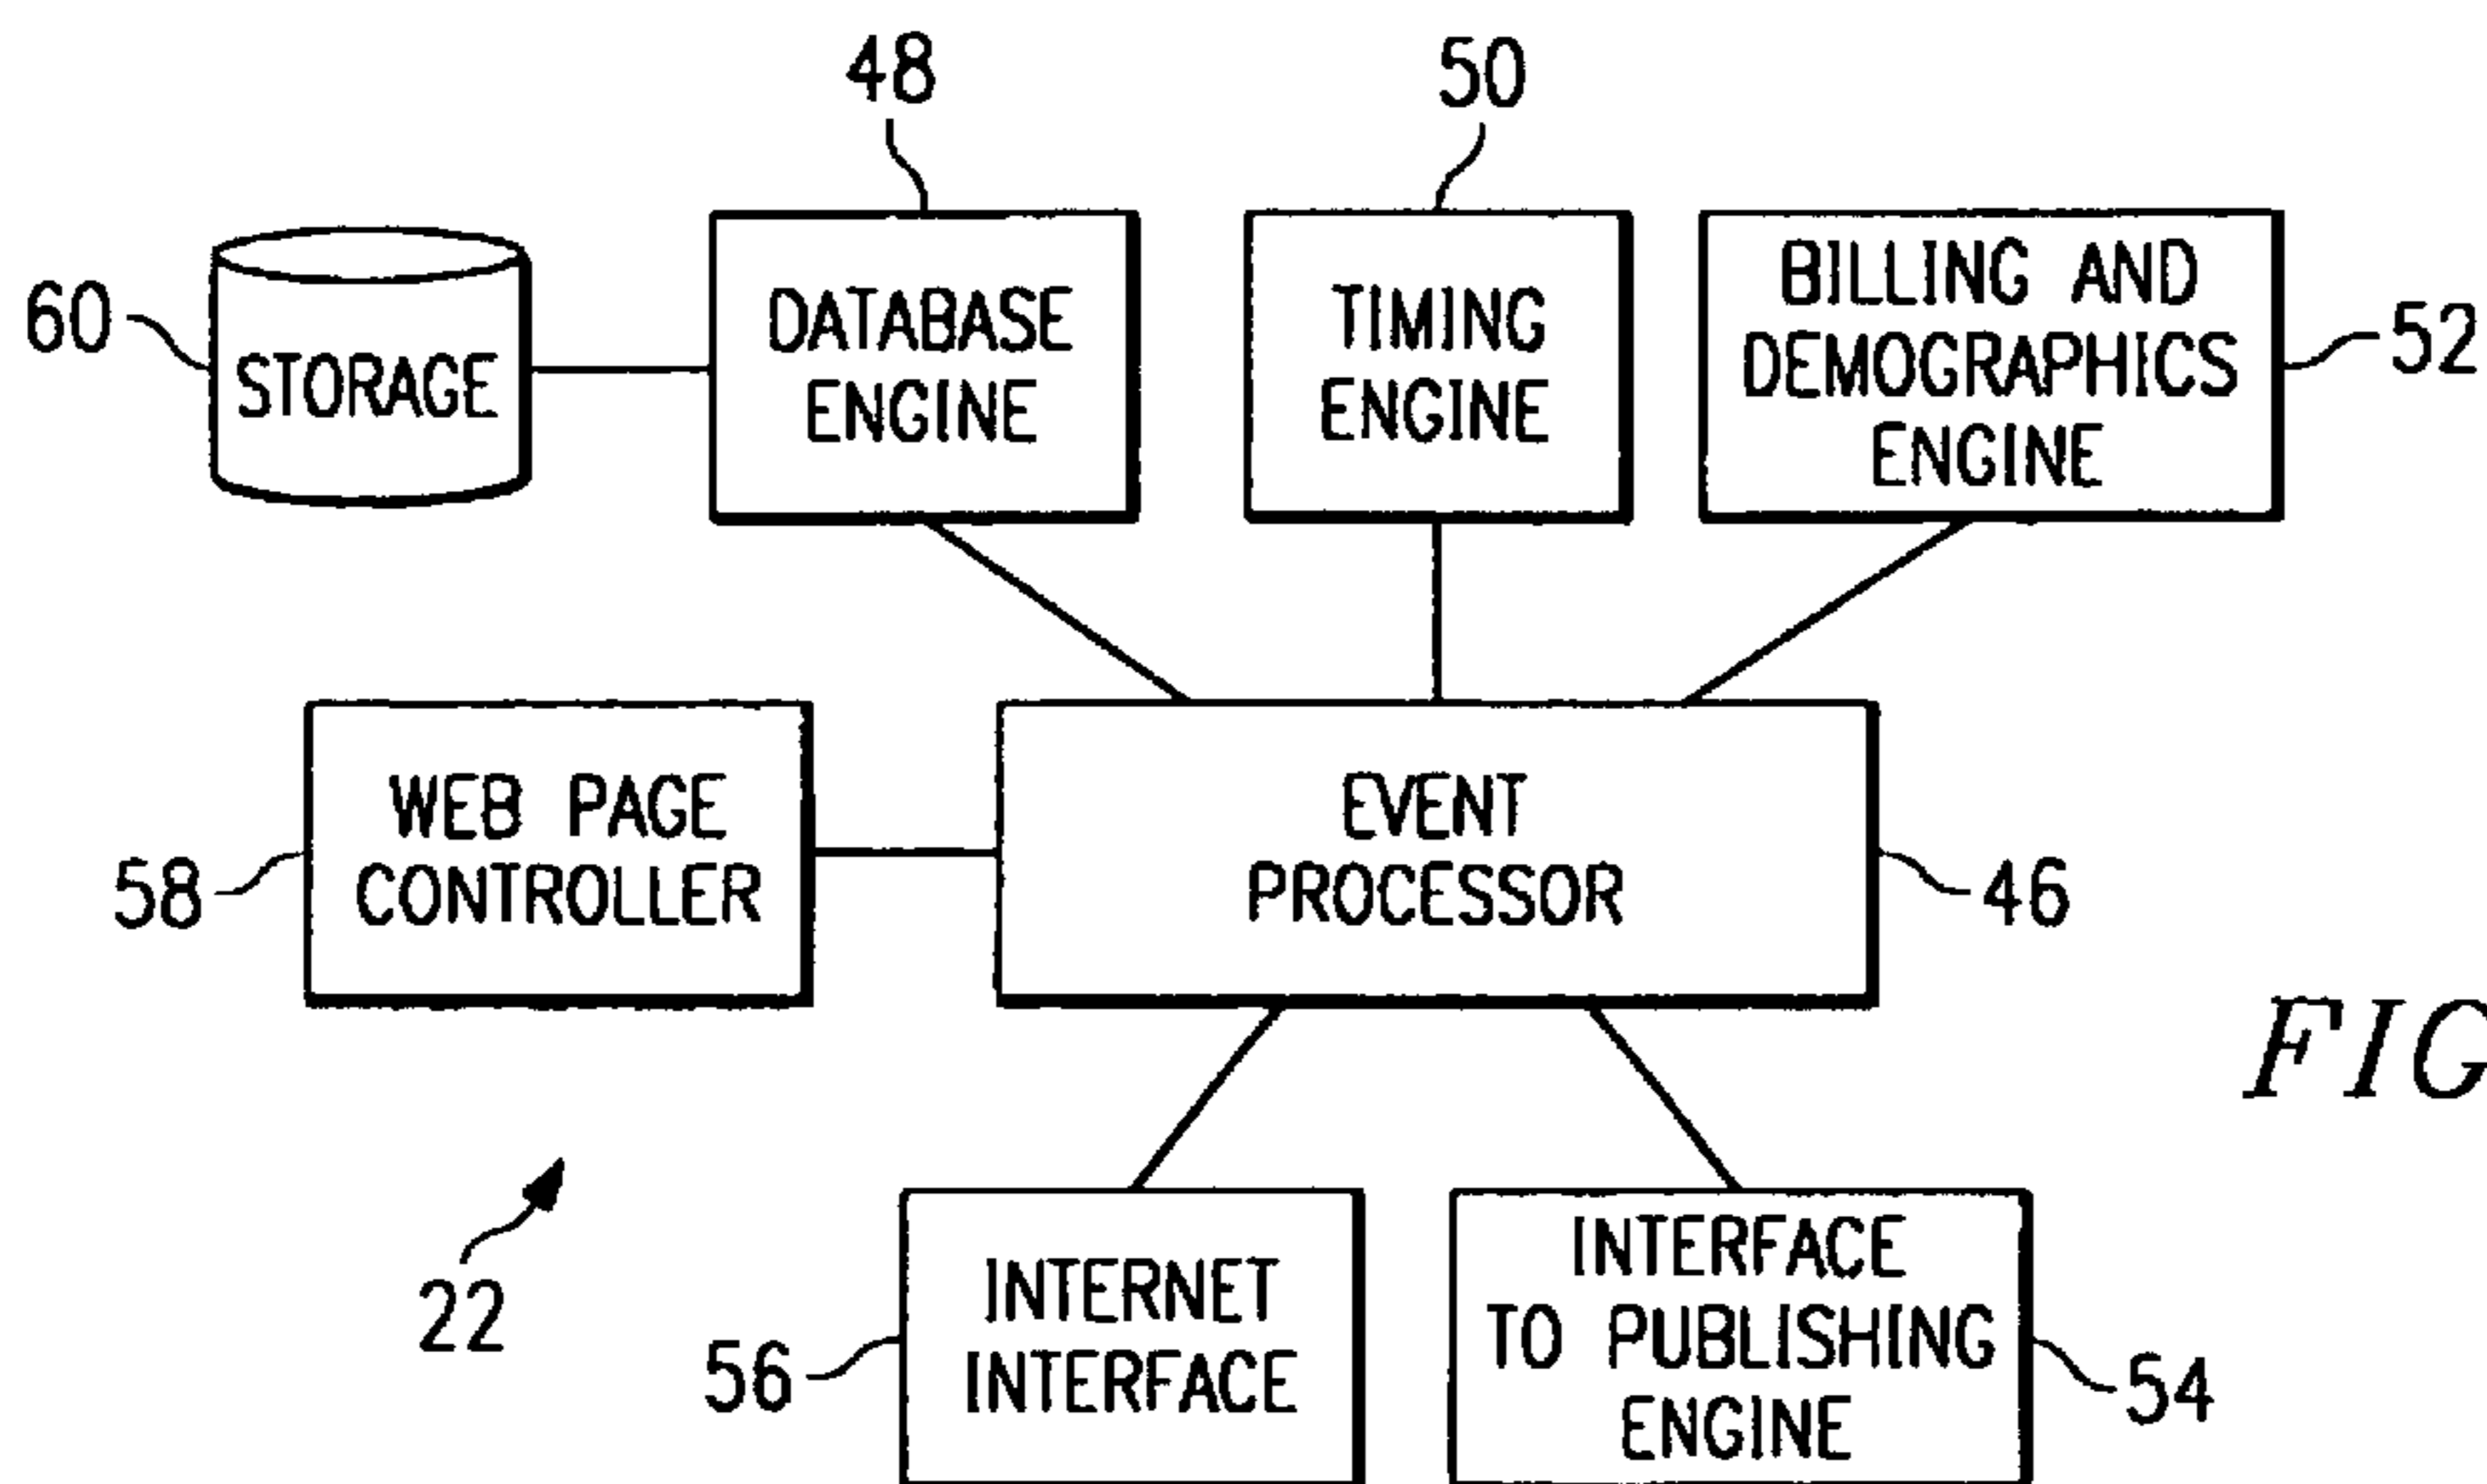 48
50
60
STORAGE
DATABASE
ENGINE
TIMING
ENGINE
BILLING AND
DEMOGRAPHICS
ENGINE
52
58
WEB PAGE
CONTROLLER
EVENT
PROCESSOR
46
FIG
22
56
INTERNET
INTERFACE
INTERFACE
TO PUBLISHING
ENGINE
54